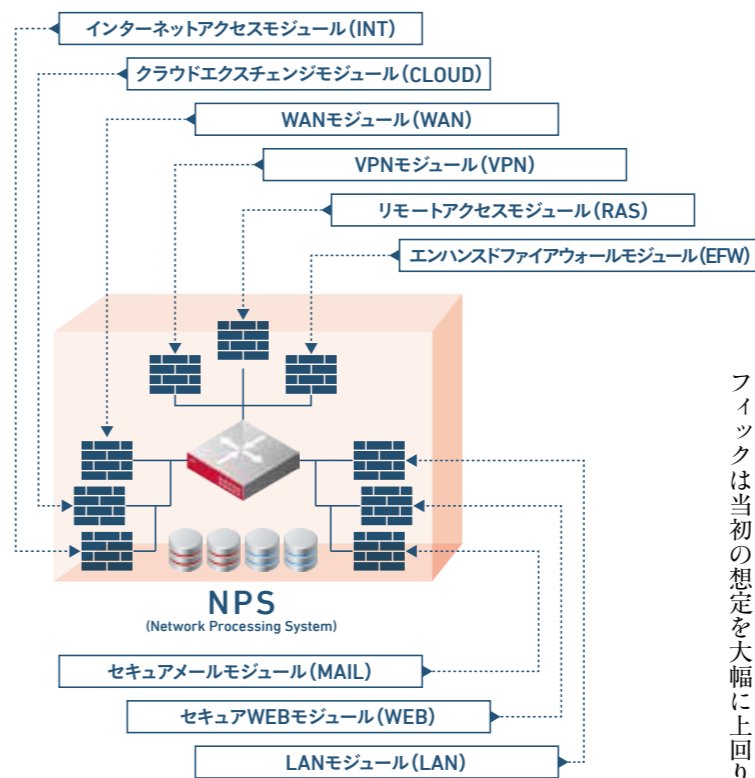 インターネットアクセスモジュール(INT)
クラウドエクスチェンジモジュール(CLOUD)
WANモジュール(WAN)
VPNモジュール(VPN)
リモートアクセスモジュール(RAS)
エンハンスドファイアウォールモジュール(EFW)
NPS
(Network Processing System)
セキュアメールモジュール(MAIL)
セキュアWEBモジュール(WEB)
LANモジュール(LAN)
フィックは当初の想定を大幅に上回り